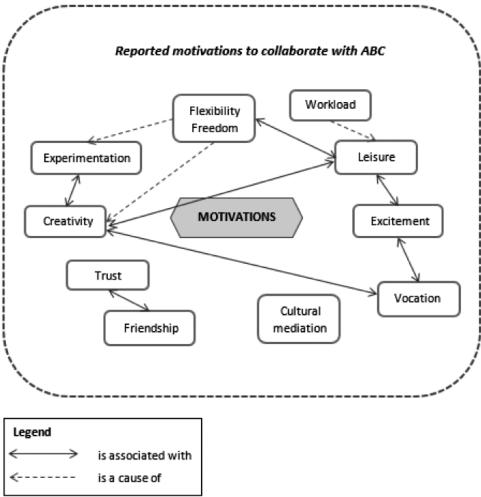 Reported motivations to collaborate with ABC
Flexibility
Freedom
Workload
Experimentation
Leisure
Creativity
MOTIVATIONS
Excitement
Trust
Vocation
Friendship
Cultural
mediation
Legend
is associated with
is a cause of